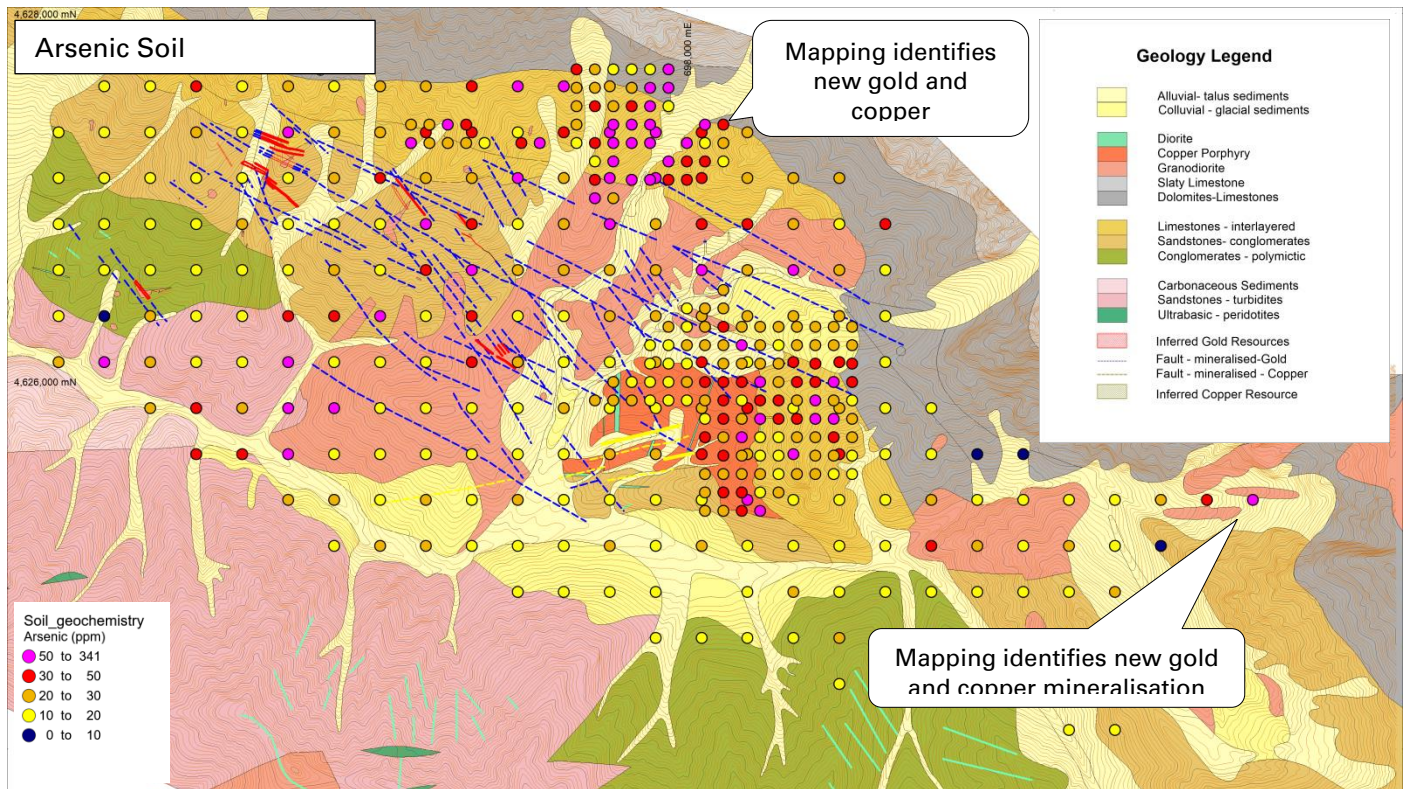 4,628,000 mN
Arsenic Soil
698,000 mE
Mapping identifies
new gold and
copper
Geology Legend
Alluvial- talus sediments
Colluvial - glacial sediments
Diorite
Copper Porphyry
Granodiorite
Slaty Limestone
Dolomites-Limestones
Limestones - interlayered
Sandstones- conglomerates
Conglomerates - polymictic
Carbonaceous Sediments
Sandstones - turbidites
Ultrabasic - peridotites
Inferred Gold Resources
Fault - mineralised-Gold
Fault - mineralised - Copper
Inferred Copper Resource
4,626,000 mN
Soil_geochemistry
Arsenic (ppm)
50 to 341
30 to 50
20 to 30
10 to 20
0 to 10
Mapping identifies new gold
and copper mineralisation